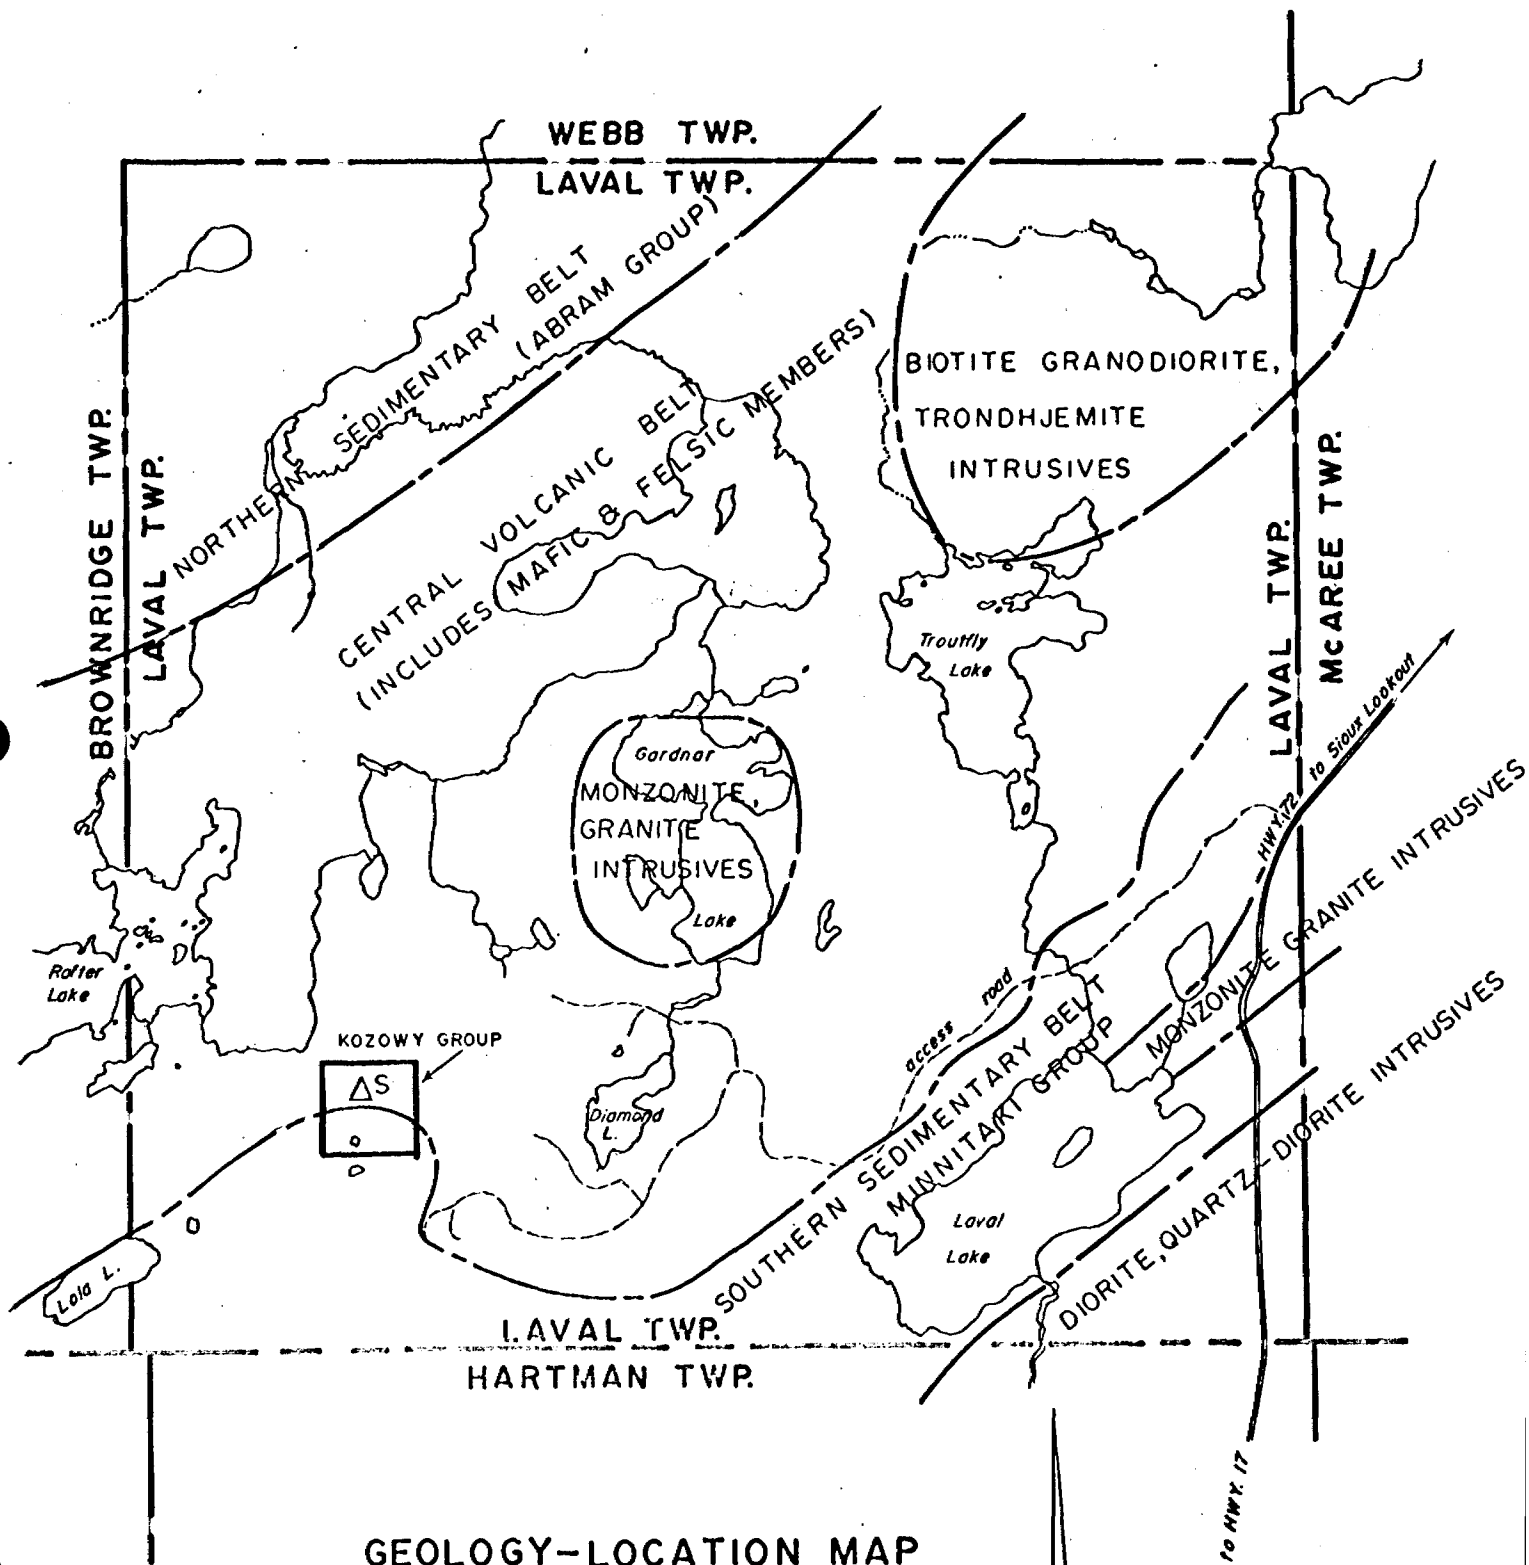 WEBB TWP.
LAVAL TWP.
BROWNRIDGE TWP.
LAVAL TWP.
NORTHERN SEDIMENTARY BELT
(ABRAM GROUP)
CENTRAL VOLCANIC BELT
(INCLUDES MAFIC & FELSIC MEMBERS)
BIOTITE GRANODIORITE,
TRONDHJEMITE
INTRUSIVES
LAVAL TWP.
McAREE TWP.
Troutfly
Lake
to Sioux Lookout
HWY. 72
Gardnar
MONZONITE
GRANITE
INTRUSIVES
Lake
Rafter
Lake
KOZOWY GROUP
△S
Diamond
L.
access road
SOUTHERN SEDIMENTARY BELT
MINNITAKI GROUP
MONZONITE GRANITE INTRUSIVES
DIORITE, QUARTZ-DIORITE INTRUSIVES
Laval
Lake
Lola L.
LAVAL TWP.
HARTMAN TWP.
to HWY. 17
GEOLOGY-LOCATION MAP